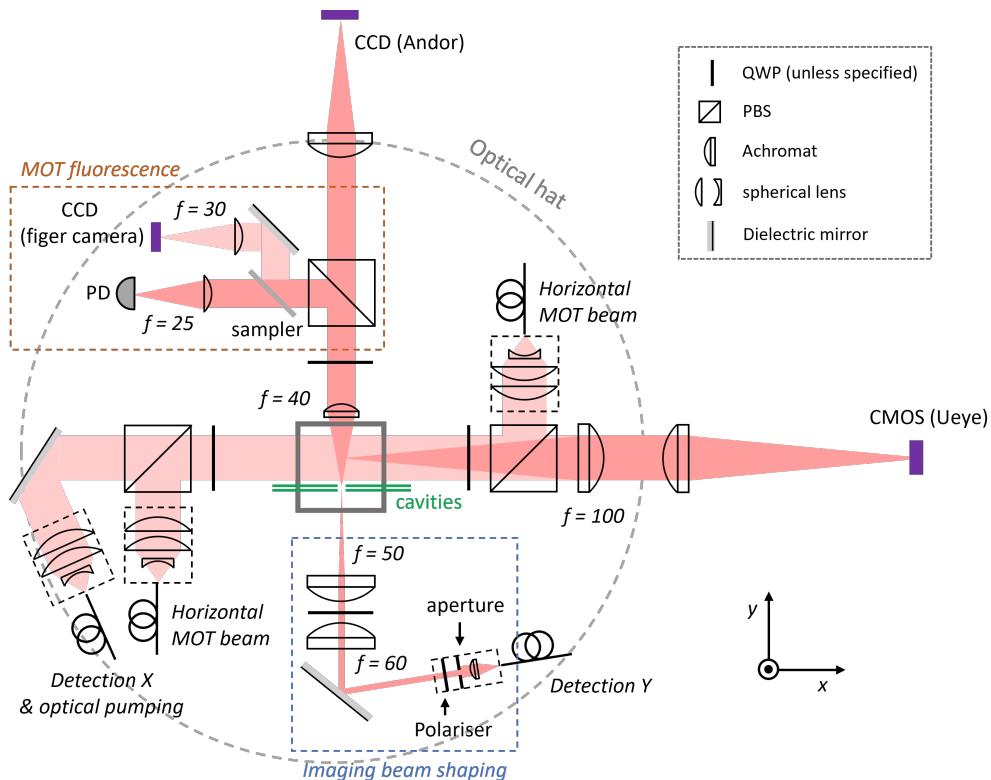 CCD (Andor)
QWP (unless specified)
PBS
Achromat
spherical lens
Dielectric mirror
Optical hat
MOT fluorescence
CCD
(figer camera)
f = 30
PD
f = 25
sampler
Horizontal
MOT beam
f = 40
CMOS (Ueye)
cavities
f = 100
f = 50
aperture
f = 60
Horizontal
MOT beam
Detection X
& optical pumping
Detection Y
Polariser
Imaging beam shaping
y
x